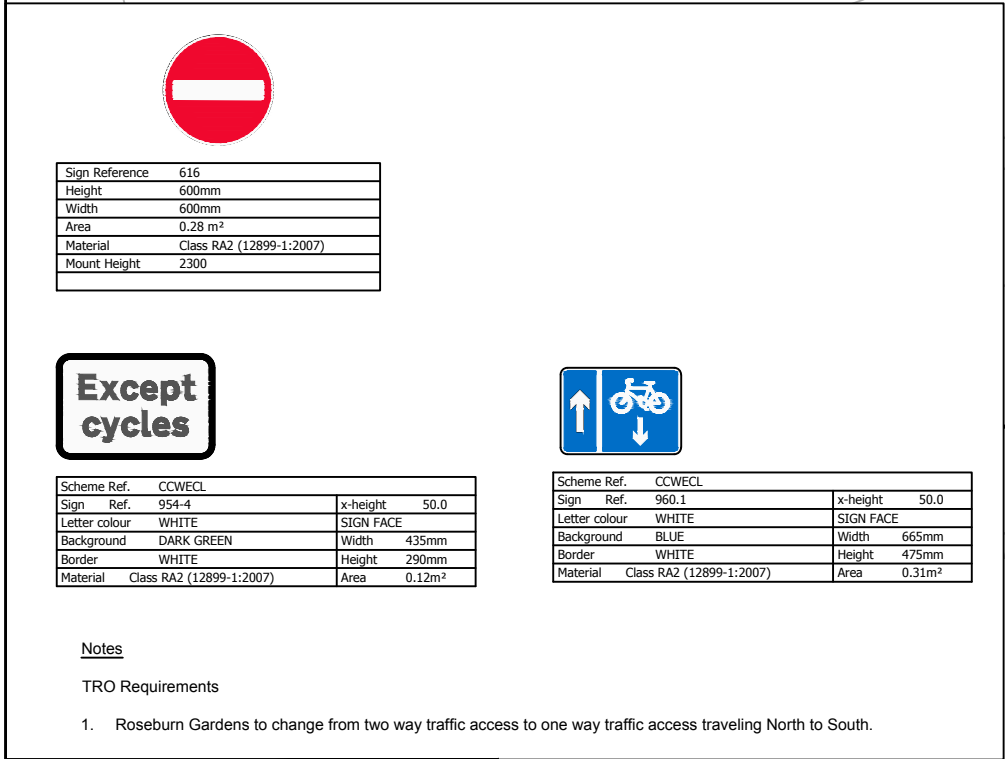 Sign Reference 616
Height 600mm
Width 600mm
Area 0.28 m²
Material Class RA2 (12899-1:2007)
Mount Height 2300
Except
cycles
Scheme Ref. CCWECL
Sign Ref. 954-4 x-height 50.0
Letter colour WHITE SIGN FACE
Background DARK GREEN Width 435mm
Border WHITE Height 290mm
Material Class RA2 (12899-1:2007) Area 0.12m²
Scheme Ref. CCWECL
Sign Ref. 960.1 x-height 50.0
Letter colour WHITE SIGN FACE
Background BLUE Width 665mm
Border WHITE Height 475mm
Material Class RA2 (12899-1:2007) Area 0.31m²
Notes
TRO Requirements
1. Roseburn Gardens to change from two way traffic access to one way traffic access traveling North to South.